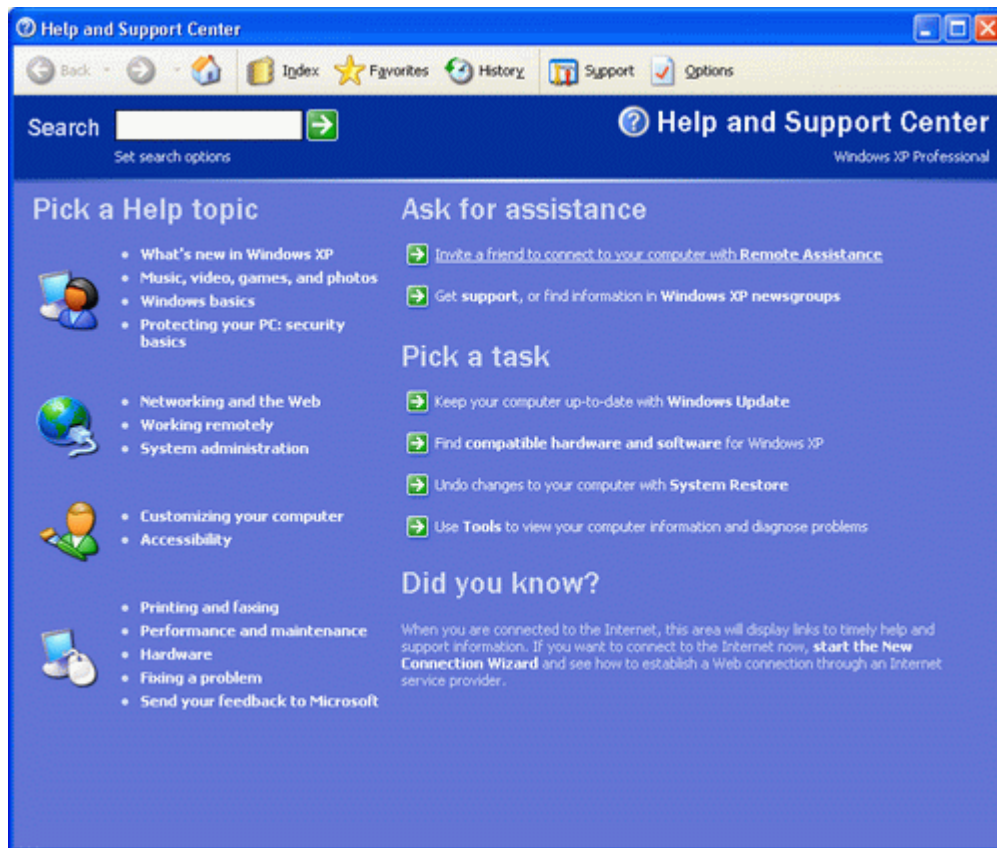 Help and Support Center
Back
Index
Favorites
History
Support
Options
Search
Set search options
Help and Support Center
Windows XP Professional
Pick a Help topic
What's new in Windows XP
Music, video, games, and photos
Windows basics
Protecting your PC: security
basics
Networking and the Web
Working remotely
System administration
Customizing your computer
Accessibility
Printing and faxing
Performance and maintenance
Hardware
Fixing a problem
Send your feedback to Microsoft
Ask for assistance
Invite a friend to connect to your computer with Remote Assistance
Get support, or find information in Windows XP newsgroups
Pick a task
Keep your computer up-to-date with Windows Update
Find compatible hardware and software for Windows XP
Undo changes to your computer with System Restore
Use Tools to view your computer information and diagnose problems
Did you know?
When you are connected to the Internet, this area will display links to timely help and
support information. If you want to connect to the Internet now, start the New
Connection Wizard and see how to establish a Web connection through an Internet
service provider.